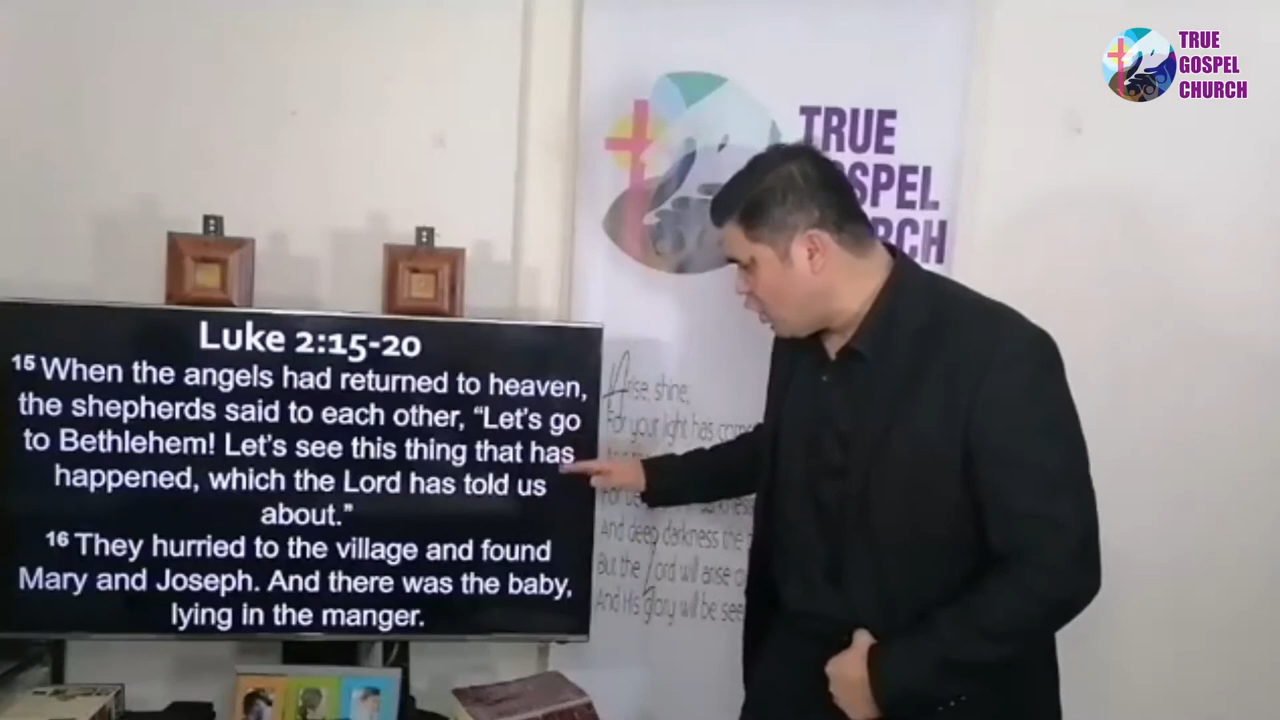 TRUE
GOSPEL
CHURCH
TRUE
SPEL
RCH
Luke 2:15-20
15 When the angels had returned to heaven,
the shepherds said to each other, “Let’s go
to Bethlehem! Let’s see this thing that has
happened, which the Lord has told us
about.”
16 They hurried to the village and found
Mary and Joseph. And there was the baby,
lying in the manger.
Arise, shine;
For your light has come
And deep darkness the
But the Lord will arise
And His glory will be seen